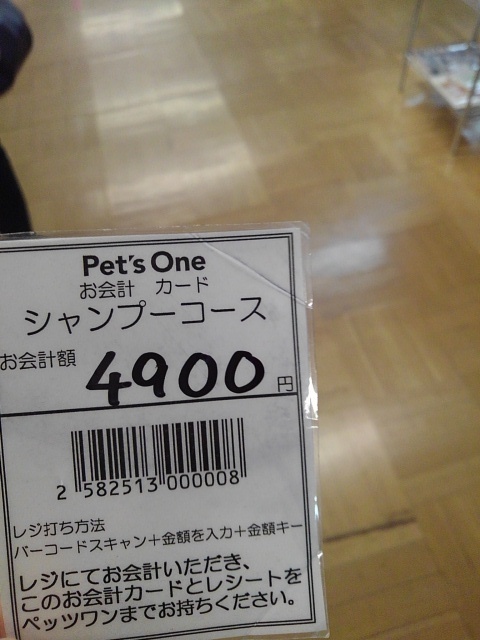 Pet's One
お会計 カード
シャンプーコース
お会計額 4900 円
2 582513 000008
レジ打ち方法
バーコードスキャン+金額を入力+金額キー
レジにてお会計いただき、
このお会計カードとレシートを
ペッツワンまでお持ちください。